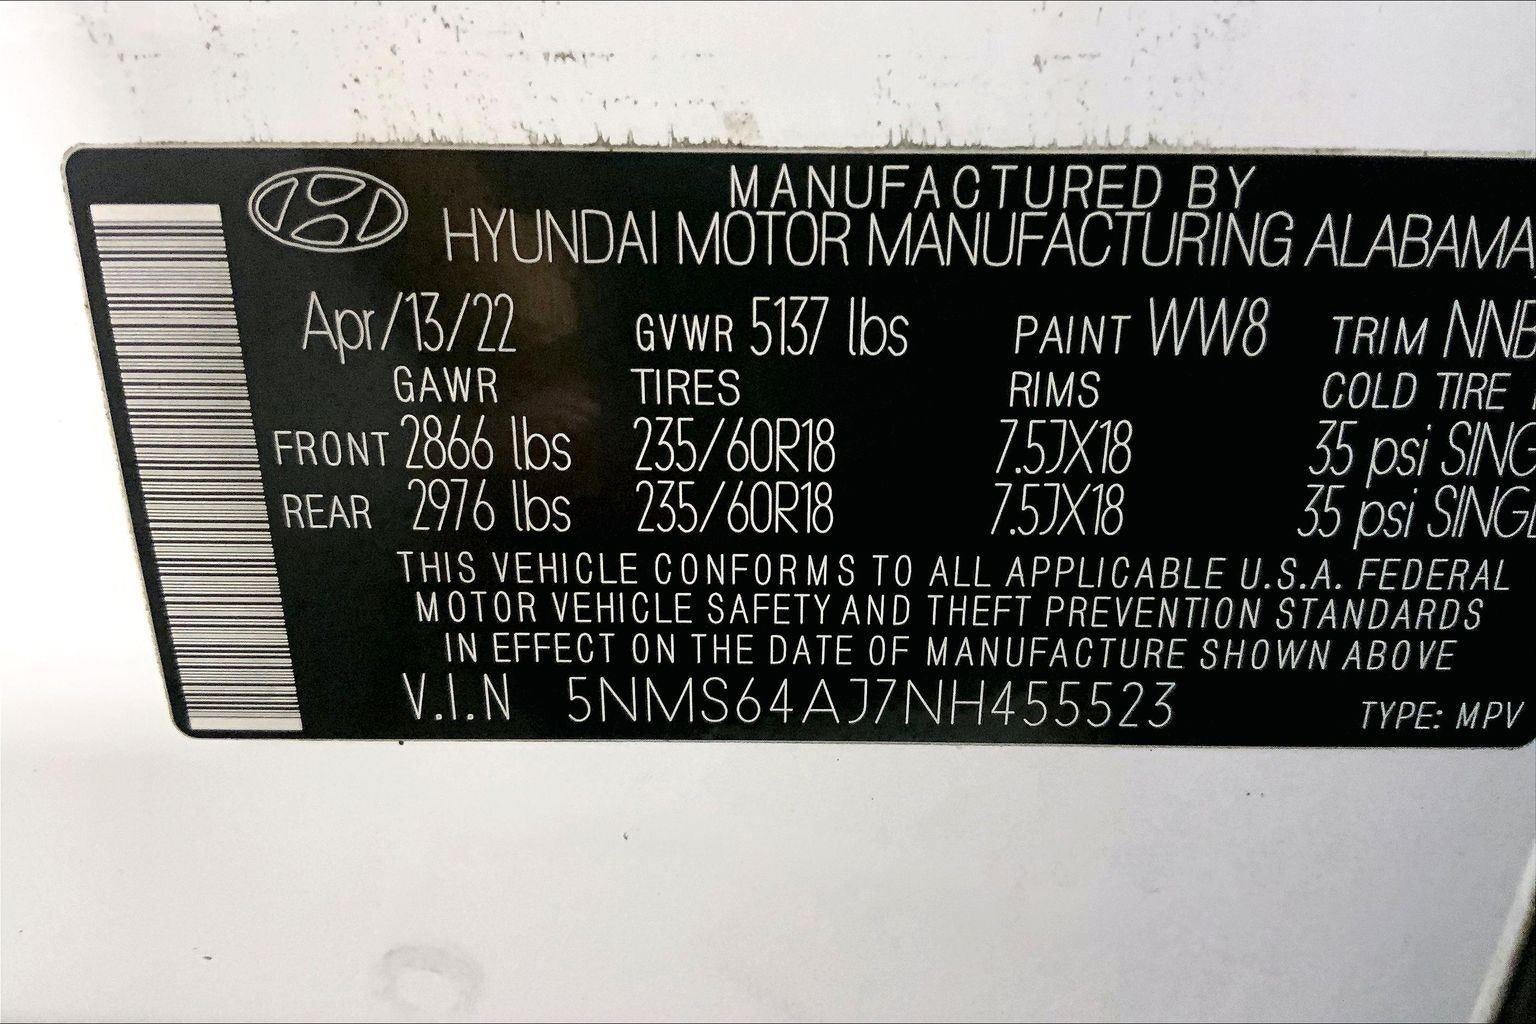 MANUFACTURED BY
HYUNDAI MOTOR MANUFACTURING ALABAMA
Apr/13/22 GVWR 5137 lbs PAINT WW8 TRIM
GAWR TIRES RIMS COLD TIRE
FRONT 2866 lbs 235/60R18 7.5JX18 35 psi
REAR 2976 lbs 235/60R18 7.5JX18 35 psi
THIS VEHICLE CONFORMS TO ALL APPLICABLE U.S.A. FEDERAL
MOTOR VEHICLE SAFETY AND THEFT PREVENTION STANDARDS
IN EFFECT ON THE DATE OF MANUFACTURE SHOWN ABOVE
V.I.N 5NMS64AJ7NH455523 TYPE: MPV